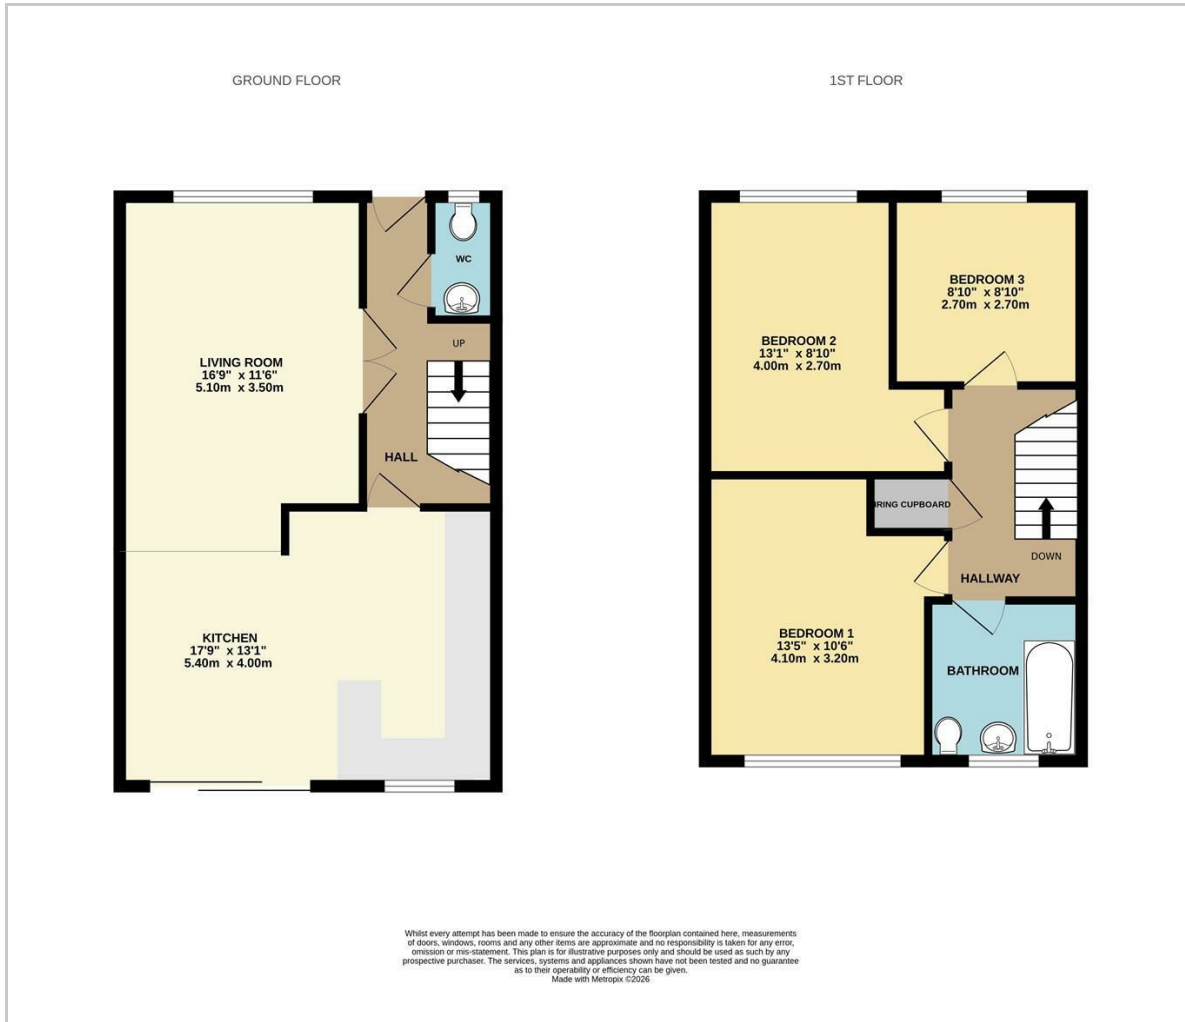 GROUND FLOOR
1ST FLOOR
LIVING ROOM
16'9" x 11'6"
5.10m x 3.50m
WC
UP
HALL
KITCHEN
17'9" x 13'1"
5.40m x 4.00m
BEDROOM 2
13'1" x 8'10"
4.00m x 2.70m
BEDROOM 3
8'10" x 8'10"
2.70m x 2.70m
IRING CUPBOARD
DOWN
HALLWAY
BEDROOM 1
13'5" x 10'6"
4.10m x 3.20m
BATHROOM
Whilst every attempt has been made to ensure the accuracy of the floorplan contained here, measurements
of doors, windows, rooms and any other items are approximate and no responsibility is taken for any error,
omission or mis-statement. This plan is for illustrative purposes only and should be used as such by any
prospective purchaser. The services, systems and appliances shown have not been tested and no guarantee
as to their operability or efficiency can be given.
Made with Metropix ©2026